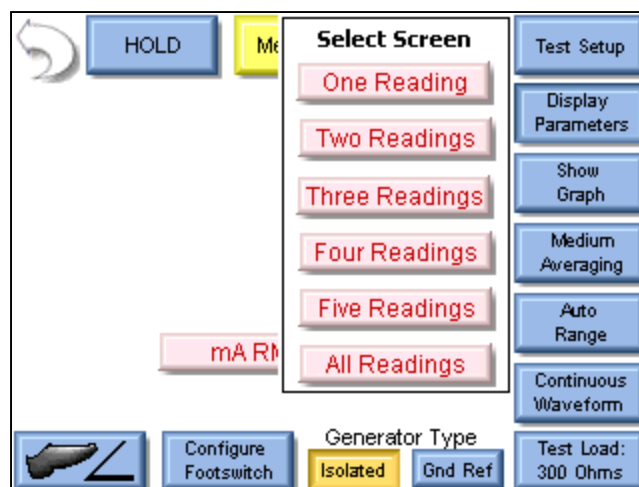 HOLD
Me
Select Screen
One Reading
Two Readings
Three Readings
Four Readings
Five Readings
All Readings
mA RM
Test Setup
Display
Parameters
Show
Graph
Medium
Averaging
Auto
Range
Continuous
Waveform
Configure
Footswitch
Generator Type
Isolated
Gnd Ref
Test Load:
300 Ohms